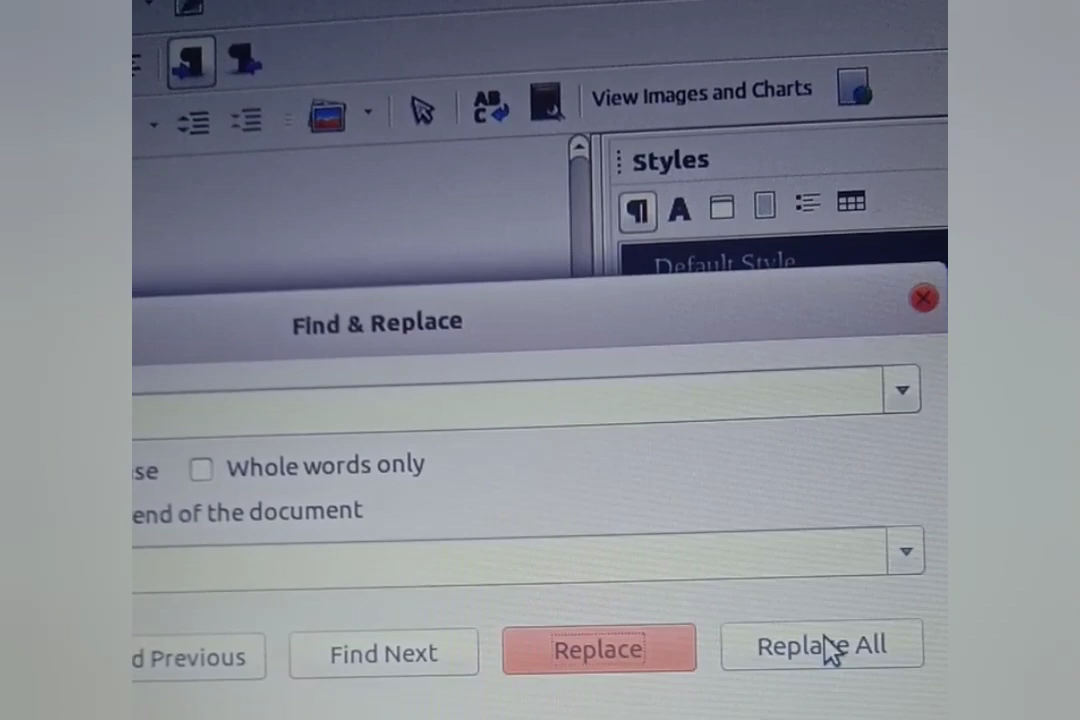 AB
C
View Images and Charts
Styles
A
Default Style
Find & Replace
se Whole words only
end of the document
d Previous Find Next Replace Replace All